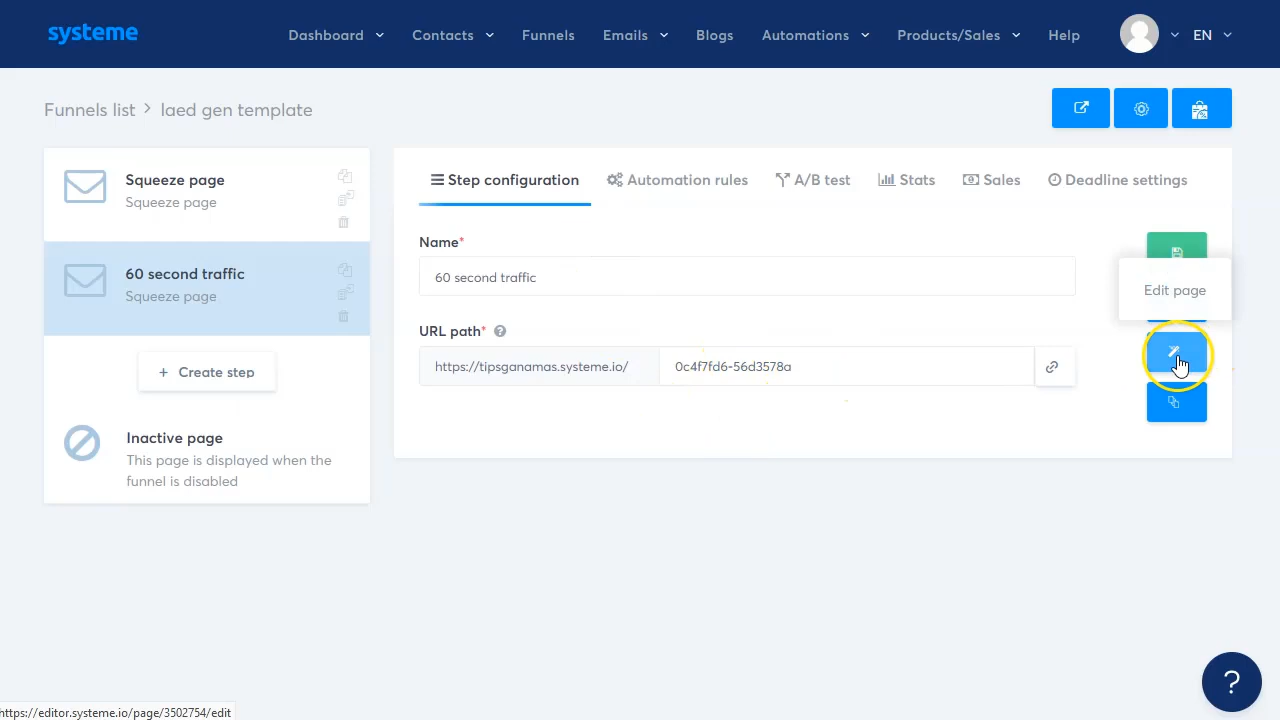 systeme
Dashboard Contacts Funnels Emails Blogs Automations Products/Sales Help EN
Funnels list > laed gen template
Squeeze page
Squeeze page
60 second traffic
Squeeze page
+ Create step
Inactive page
This page is displayed when the
funnel is disabled
Step configuration Automation rules A/B test Stats Sales Deadline settings
Name*
60 second traffic
Edit page
URL path* ?
https://tipsganamas.systeme.io/ 0c4f7fd6-56d3578a
?
https://editor.systeme.io/page/3502754/edit